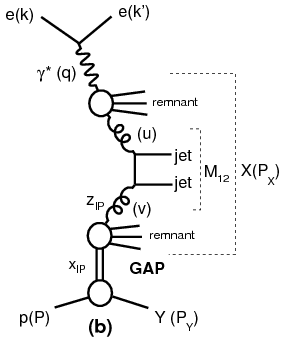 e(k) e(k')
γ* (q)
remnant
(u)
jet
M12 X(PX)
jet
zIP (v)
remnant
xIP GAP
p(P) Y (PY)
(b)